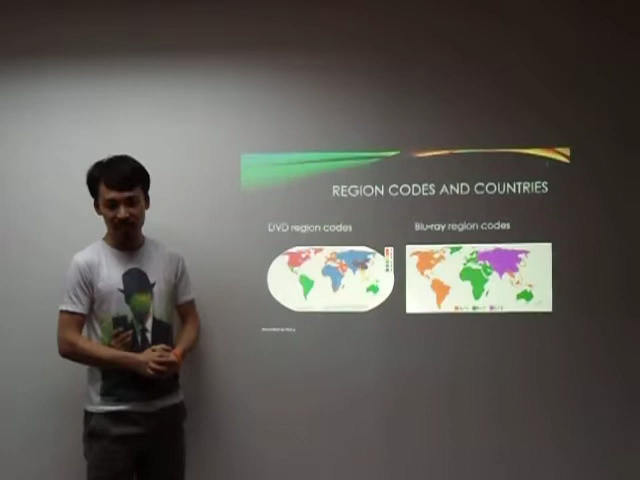 REGION CODES AND COUNTRIES
DVD region codes
Blu-ray region codes